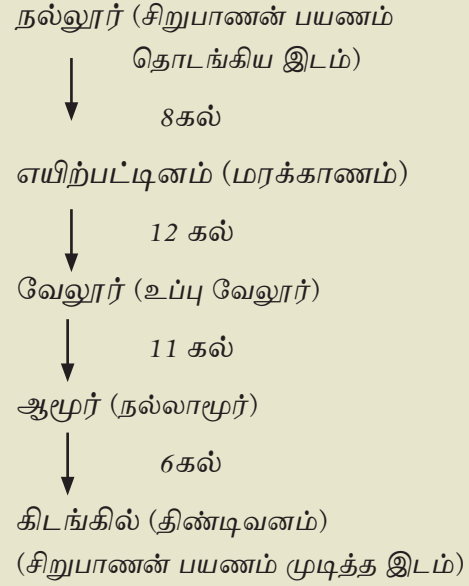 நல்லூர் (சிறுபாணன் பயணம்
தொடங்கிய இடம்)
8கல்
எயிற்பட்டினம் (மரக்காணம்)
12 கல்
வேலூர் (உப்பு வேலூர்)
11 கல்
ஆமூர் (நல்லாமூர்)
6கல்
கிடங்கில் (திண்டிவனம்)
(சிறுபாணன் பயணம் முடித்த இடம்)